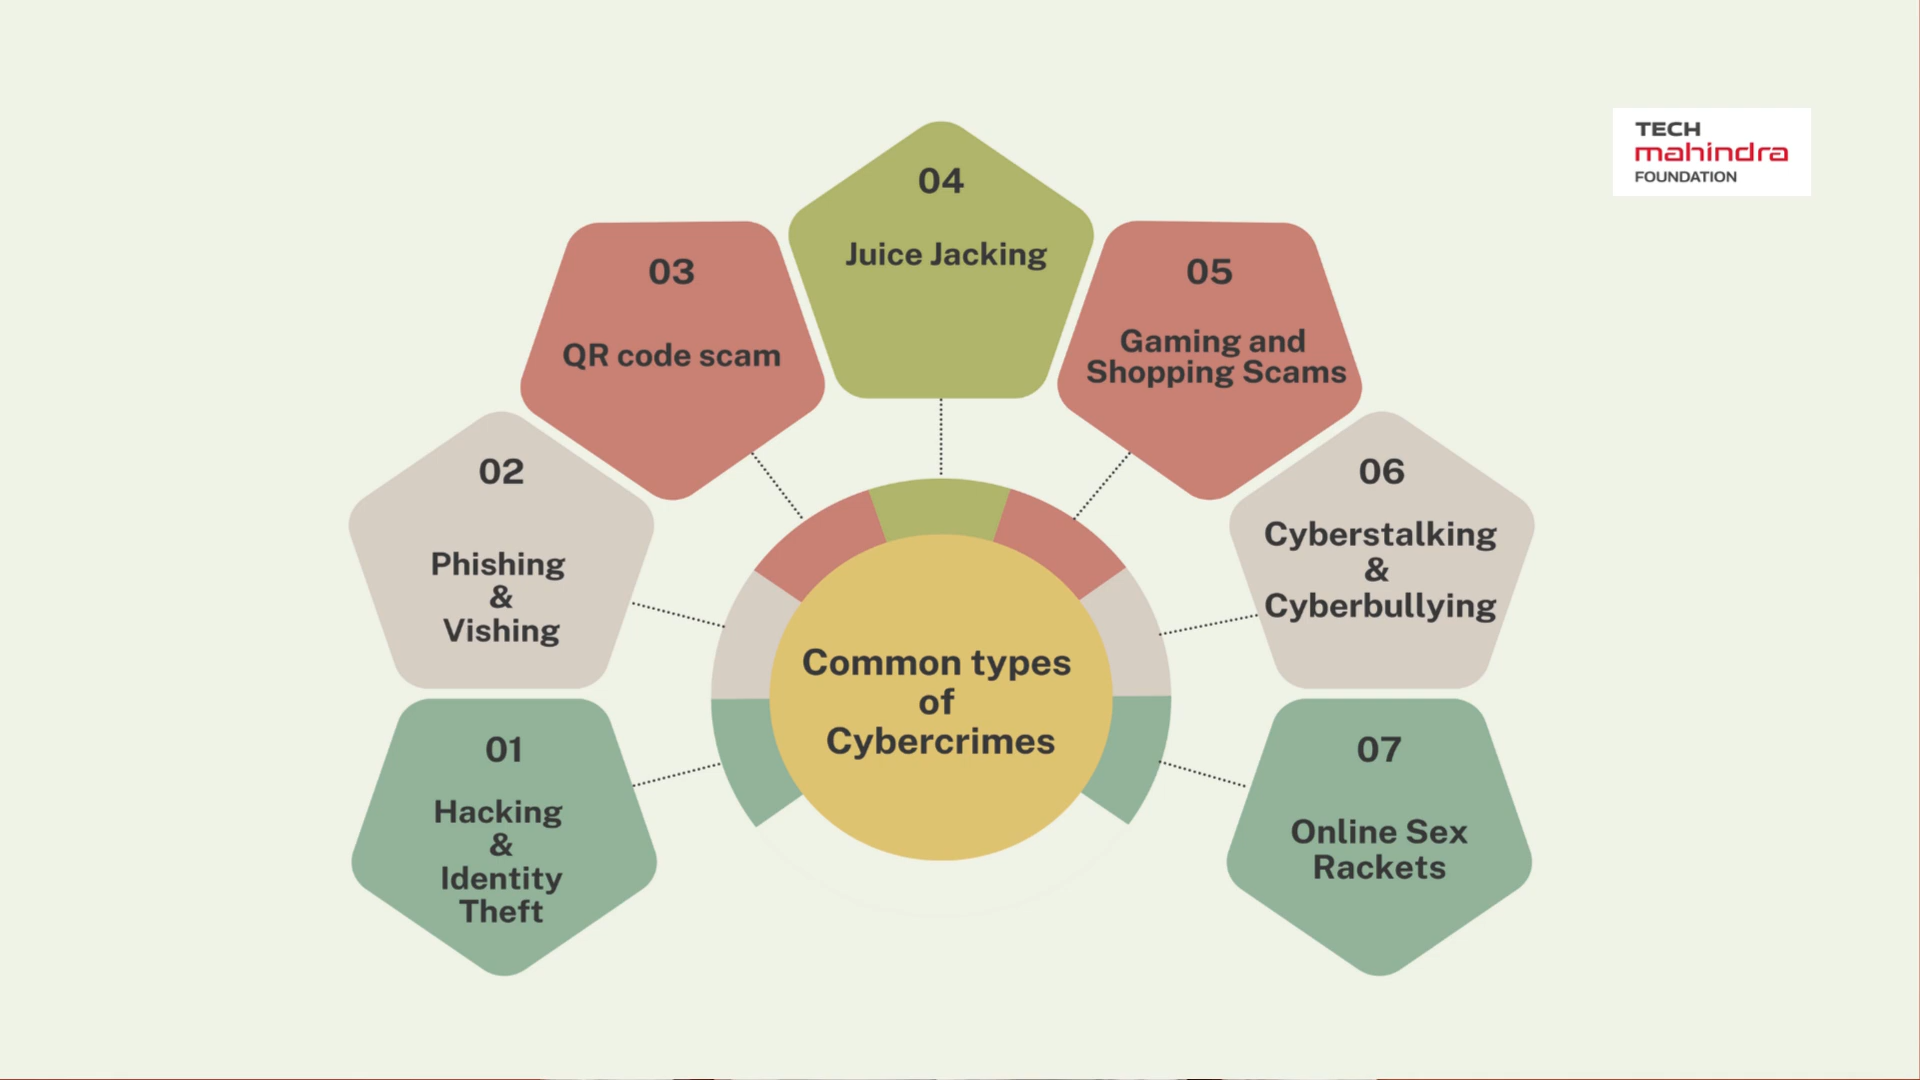 TECH
mahindra
FOUNDATION
04
Juice Jacking
03
QR code scam
05
Gaming and
Shopping Scams
02
Phishing
&
Vishing
06
Cyberstalking
&
Cyberbullying
Common types
of
Cybercrimes
01
Hacking
&
Identity
Theft
07
Online Sex
Rackets